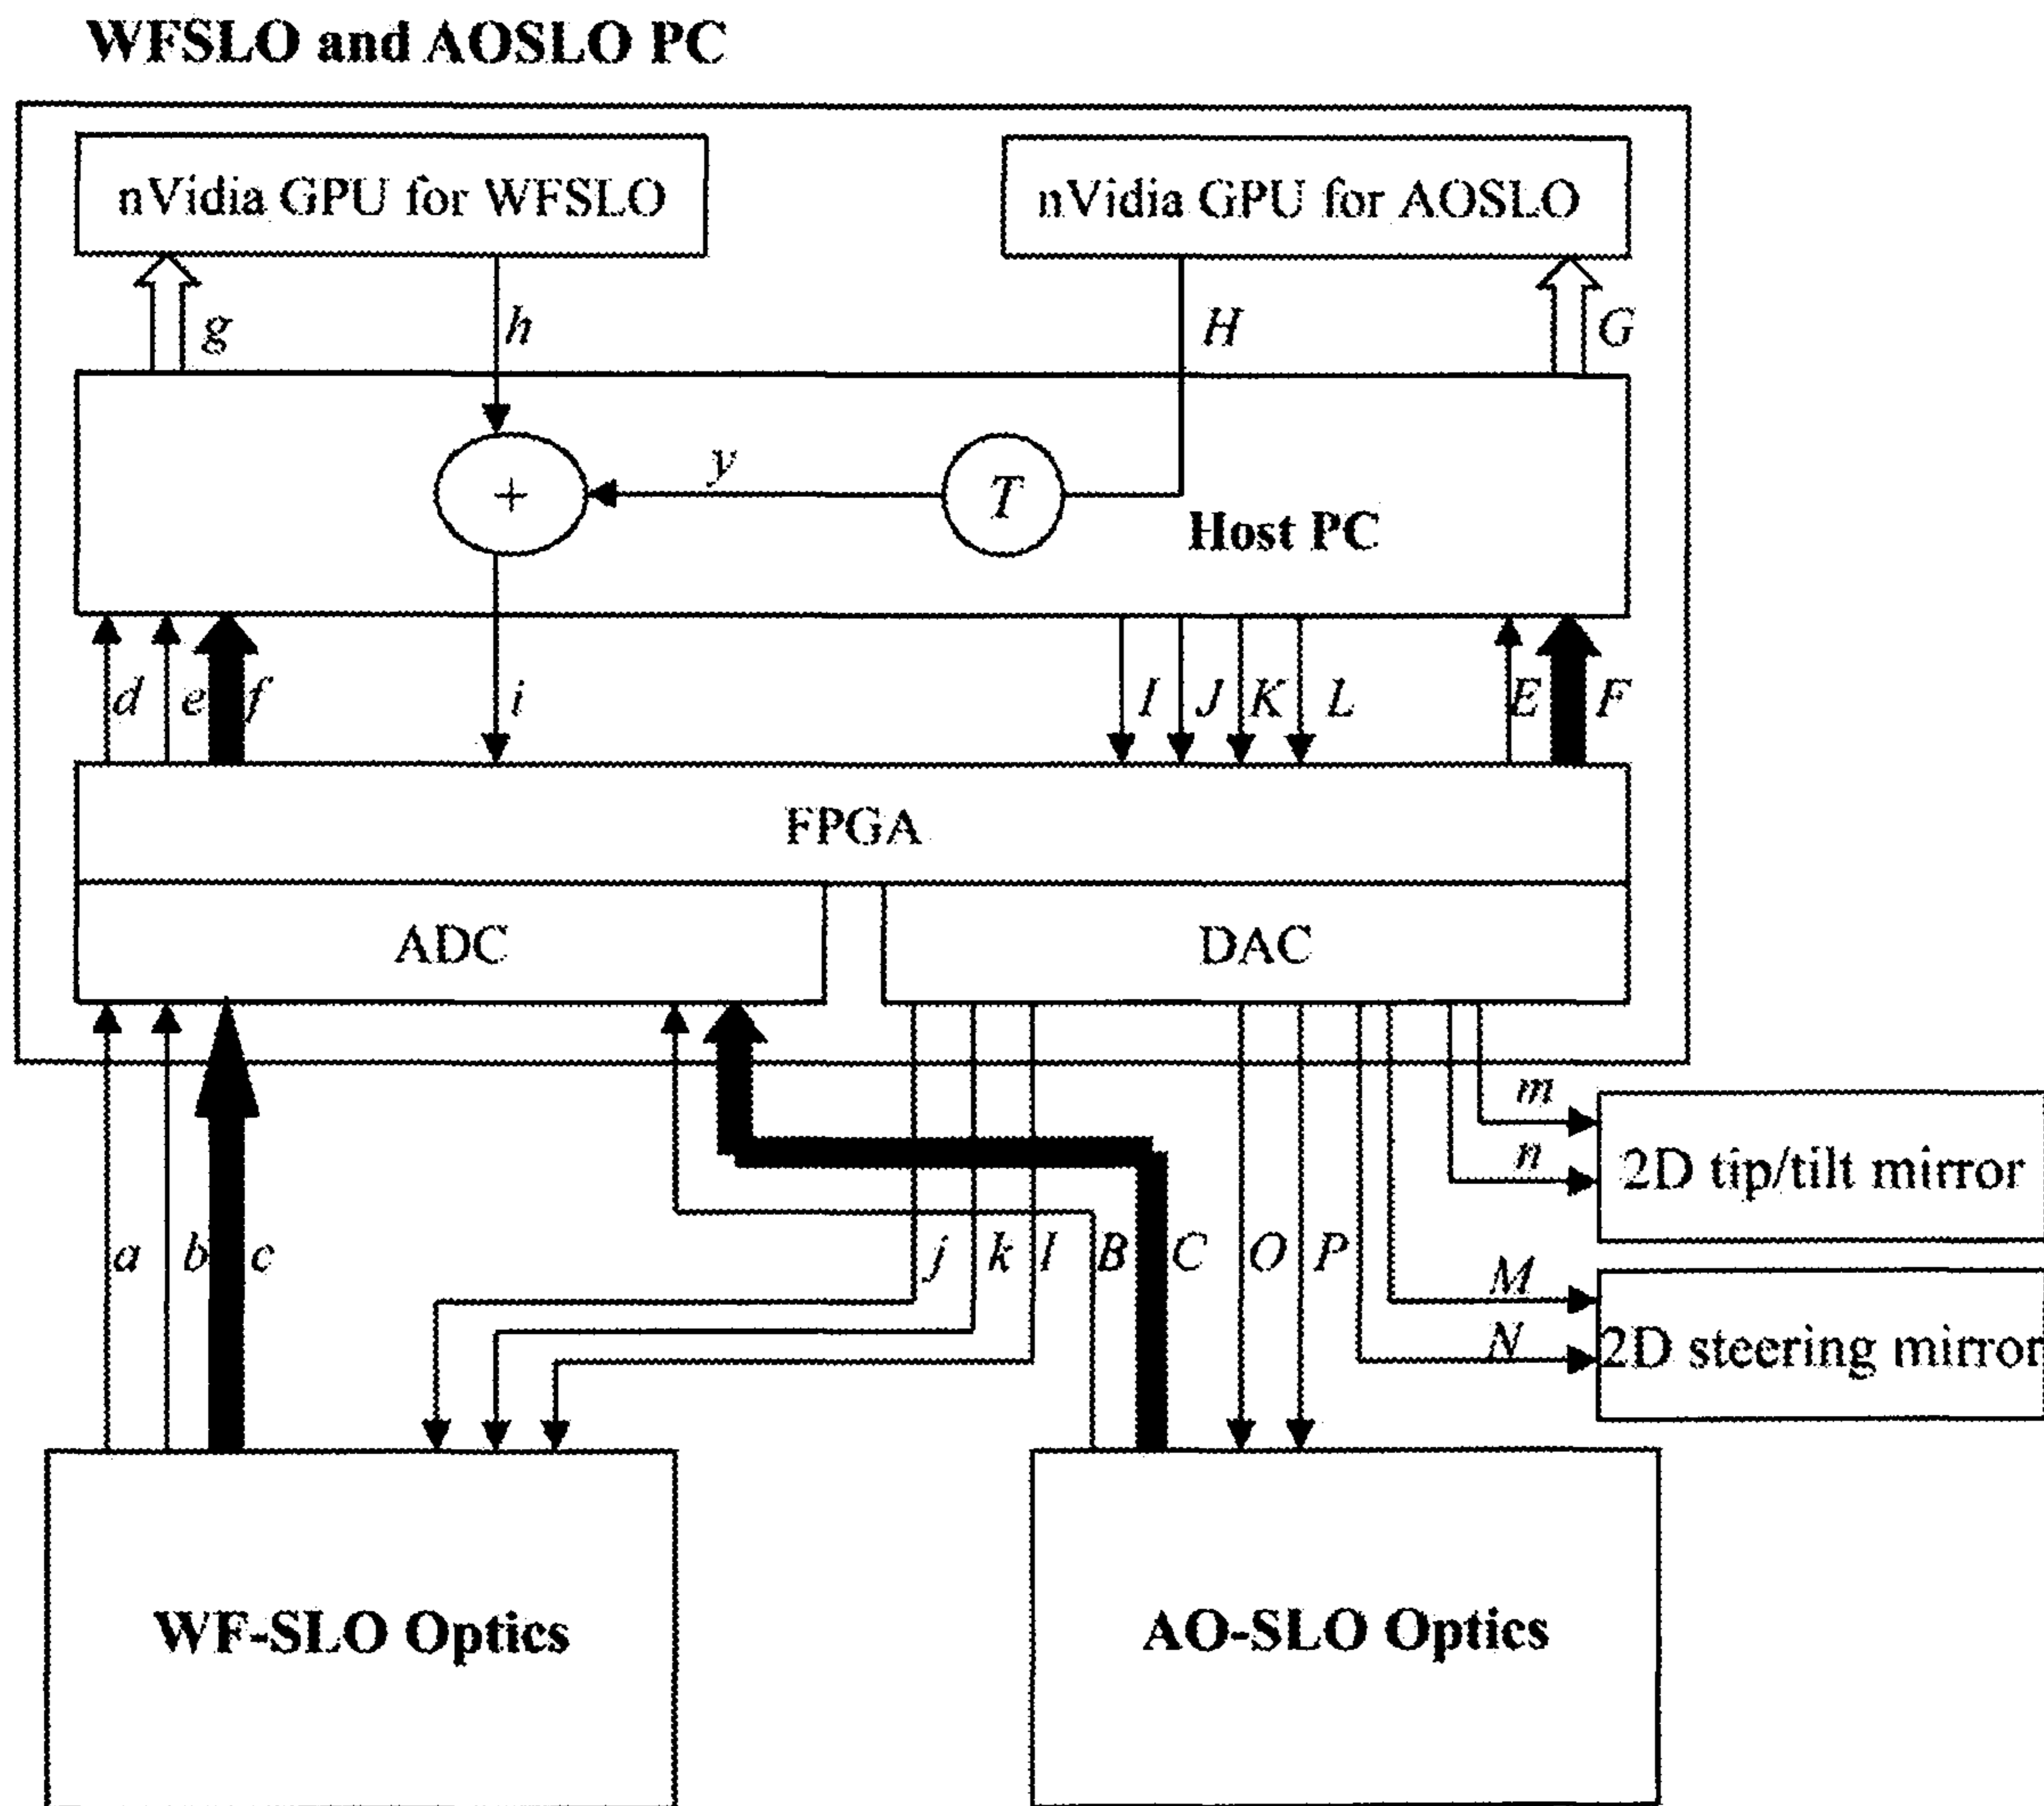 WFSLO and AOSLO PC
nVidia GPU for WFSLO
nVidia GPU for AOSLO
g
h
H
G
y
+
T
Host PC
d
e
f
i
I
J
K
L
E
F
FPGA
ADC
DAC
m
n
2D tip/tilt mirror
a
b
c
j
k
l
B
C
O
P
M
N
2D steering mirror
WF-SLO Optics
AO-SLO Optics